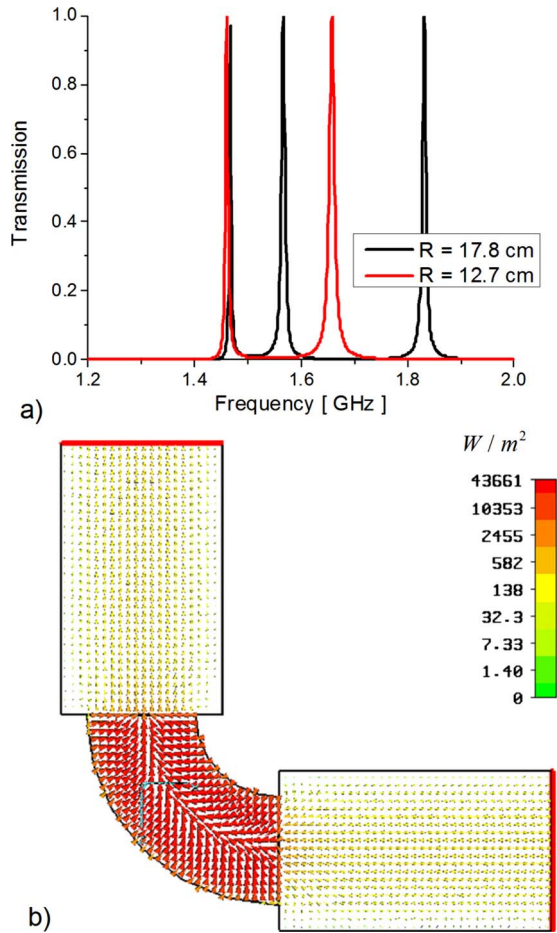 1.0
0.8
0.6
0.4
0.2
0.0
Transmission
R = 17.8 cm
R = 12.7 cm
1.2 1.4 1.6 1.8 2.0
Frequency [ GHz ]
a)
W / m²
43661
10353
2455
582
138
32.3
7.33
1.40
0
b)